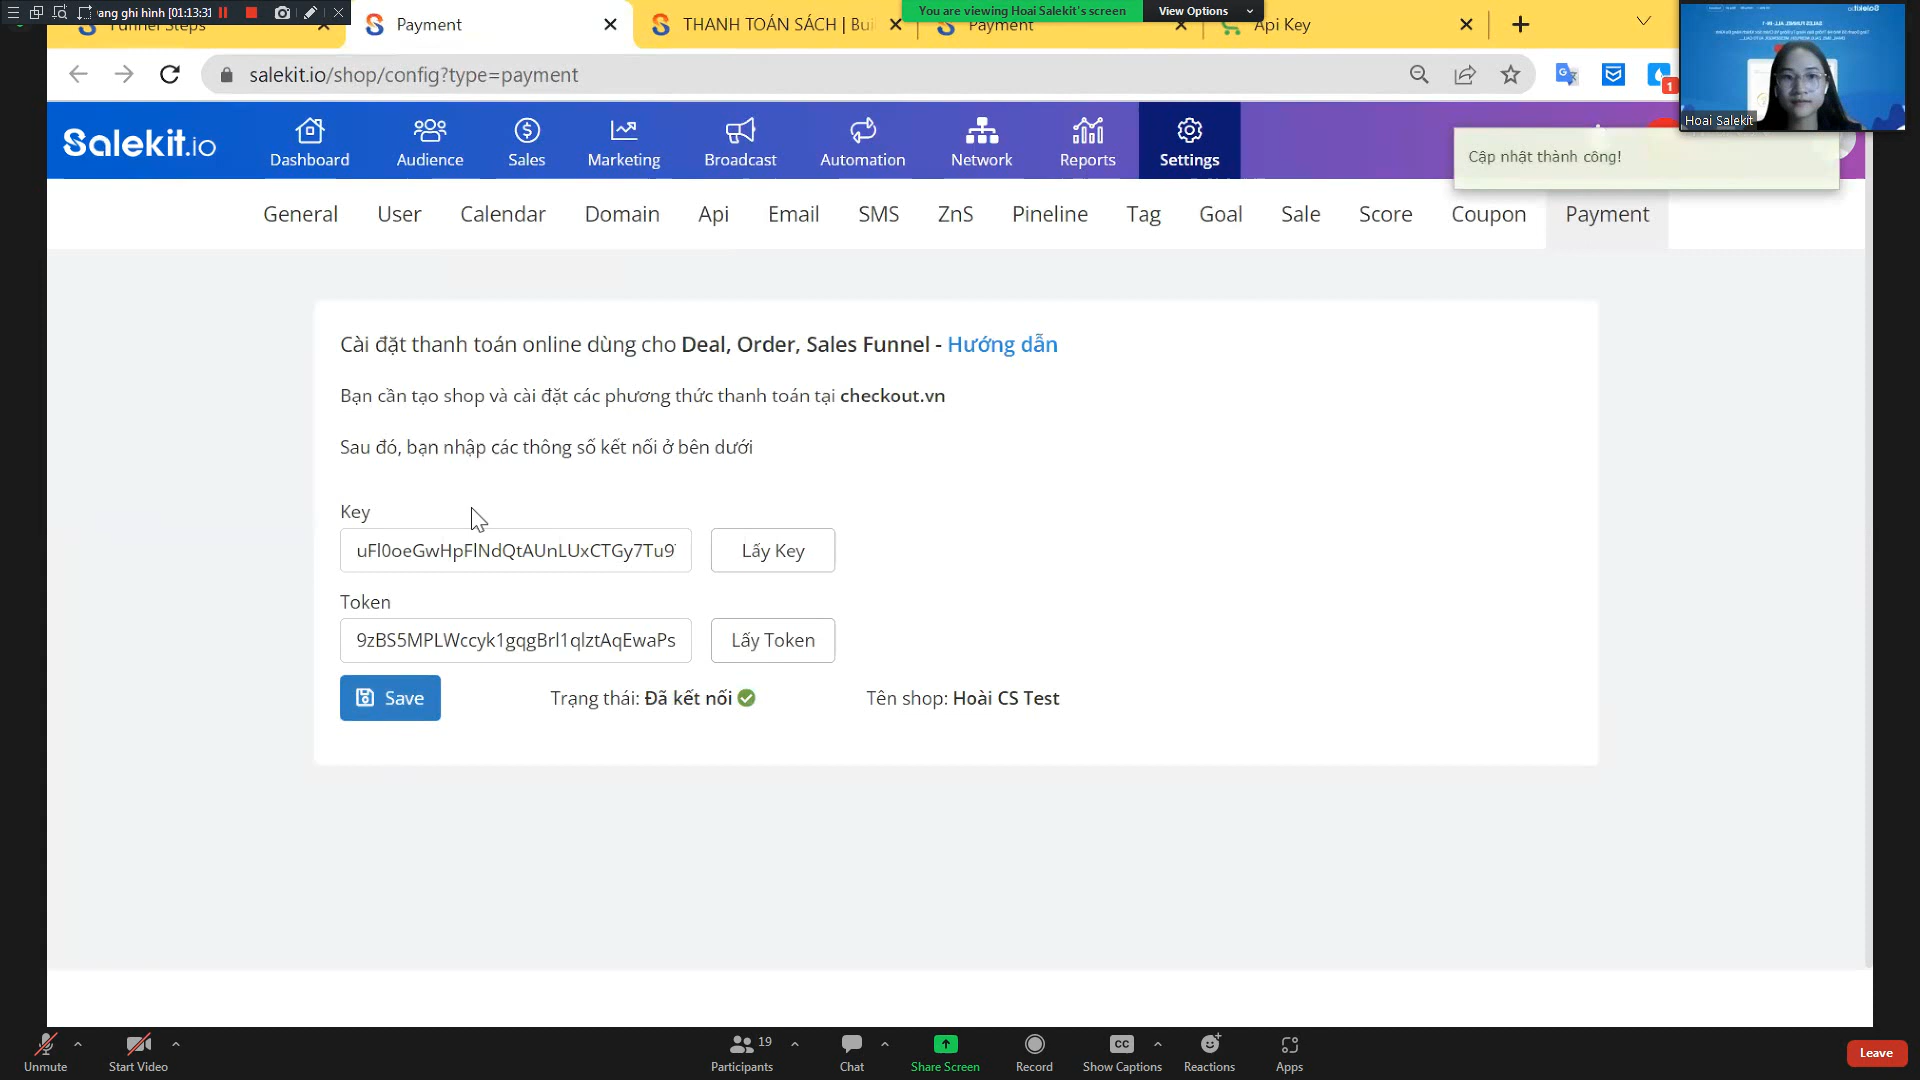 ang ghi hình [01:13:31
You are viewing Hoai Salekit's screen
View Options
Funnel Steps
Payment
THANH TOÁN SÁCH | Bui
Payment
Api Key
salekit.io/shop/config?type=payment
1
Hoai Salekit
Salekit.io
Dashboard
Audience
Sales
Marketing
Broadcast
Automation
Network
Reports
Settings
Cập nhật thành công!
General
User
Calendar
Domain
Api
Email
SMS
ZnS
Pineline
Tag
Goal
Sale
Score
Coupon
Payment
Cài đặt thanh toán online dùng cho Deal, Order, Sales Funnel - Hướng dẫn
Bạn cần tạo shop và cài đặt các phương thức thanh toán tại checkout.vn
Sau đó, bạn nhập các thông số kết nối ở bên dưới
Key
uFl0oeGwHpFlNdQtAUnLUxCTGy7Tu9
Lấy Key
Token
9zBS5MPLWccyk1gqgBrl1qlztAqEwaPs
Lấy Token
Save
Trạng thái: Đã kết nối
Tên shop: Hoài CS Test
Unmute
Start Video
19
Participants
Chat
Share Screen
Record
CC
Show Captions
Reactions
Apps
Leave